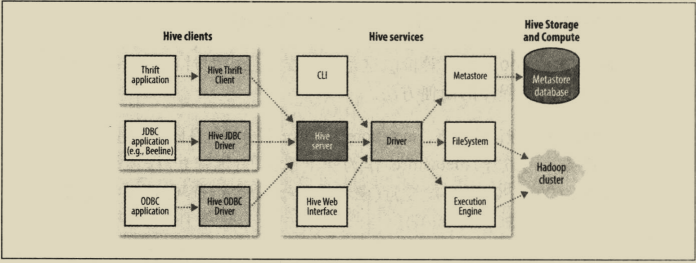 Hive clients
Hive services
Hive Storage
and Compute
Thrift
application
Hive Thrift
Client
CLI
Metastore
Metastore
database
JDBC
application
(e.g., Beeline)
Hive JDBC
Driver
Hive
server
Driver
FileSystem
Hadoop
cluster
ODBC
application
Hive ODBC
Driver
Hive Web
Interface
Execution
Engine